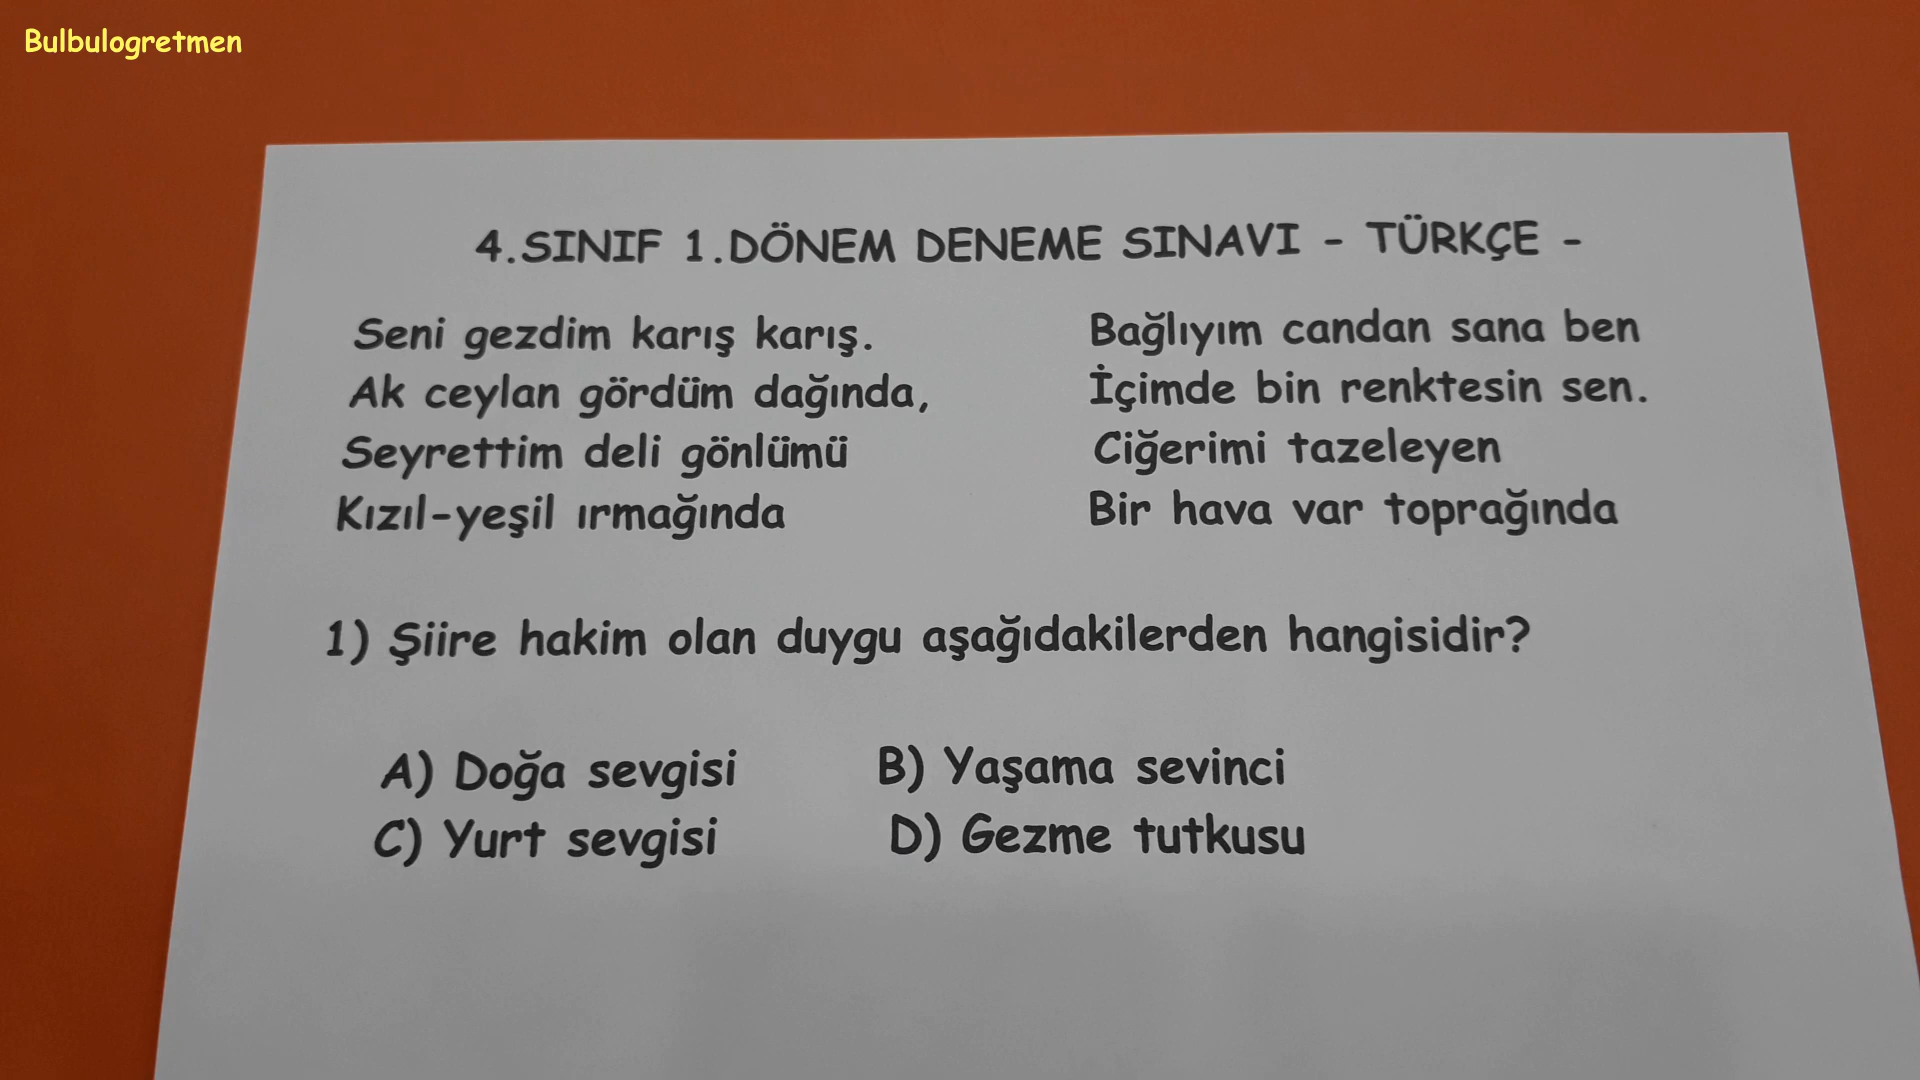 Bulbulogretmen
4.SINIF 1.DÖNEM DENEME SINAVI - TÜRKÇE -
Seni gezdim karış karış.
Ak ceylan gördüm dağında,
Seyrettim deli gönlümü
Kızıl-yeşil ırmağında
Bağlıyım candan sana ben
İçimde bin renktesin sen.
Ciğerimi tazeleyen
Bir hava var toprağında
1) Şiire hakim olan duygu aşağıdakilerden hangisidir?
A) Doğa sevgisi B) Yaşama sevinci
C) Yurt sevgisi D) Gezme tutkusu